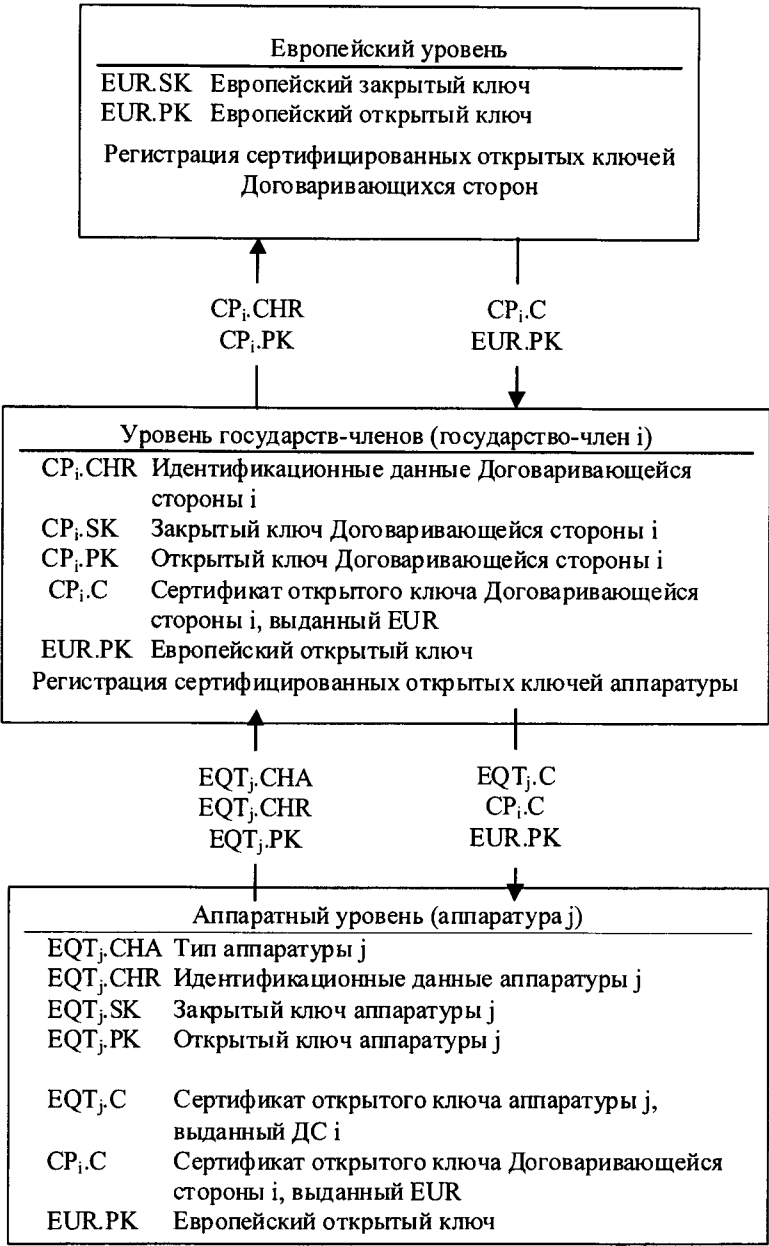 Европейский уровень
EUR.SK Европейский закрытый ключ
EUR.PK Европейский открытый ключ
Регистрация сертифицированных открытых ключей
Договаривающихся сторон
CPi.CHR
CPi.PK
CPi.C
EUR.PK
Уровень государств-членов (государство-член i)
CPi.CHR Идентификационные данные Договаривающейся
стороны i
CPi.SK Закрытый ключ Договаривающейся стороны i
CPi.PK Открытый ключ Договаривающейся стороны i
CPi.C Сертификат открытого ключа Договаривающейся
стороны i, выданный EUR
EUR.PK Европейский открытый ключ
Регистрация сертифицированных открытых ключей аппаратуры
EQTj.CHA
EQTj.CHR
EQTj.PK
EQTj.C
CPi.C
EUR.PK
Аппаратный уровень (аппаратура j)
EQTj.CHA Тип аппаратуры j
EQTj.CHR Идентификационные данные аппаратуры j
EQTj.SK Закрытый ключ аппаратуры j
EQTj.PK Открытый ключ аппаратуры j
EQTj.C Сертификат открытого ключа аппаратуры j,
выданный ДС i
CPi.C Сертификат открытого ключа Договаривающейся
стороны i, выданный EUR
EUR.PK Европейский открытый ключ